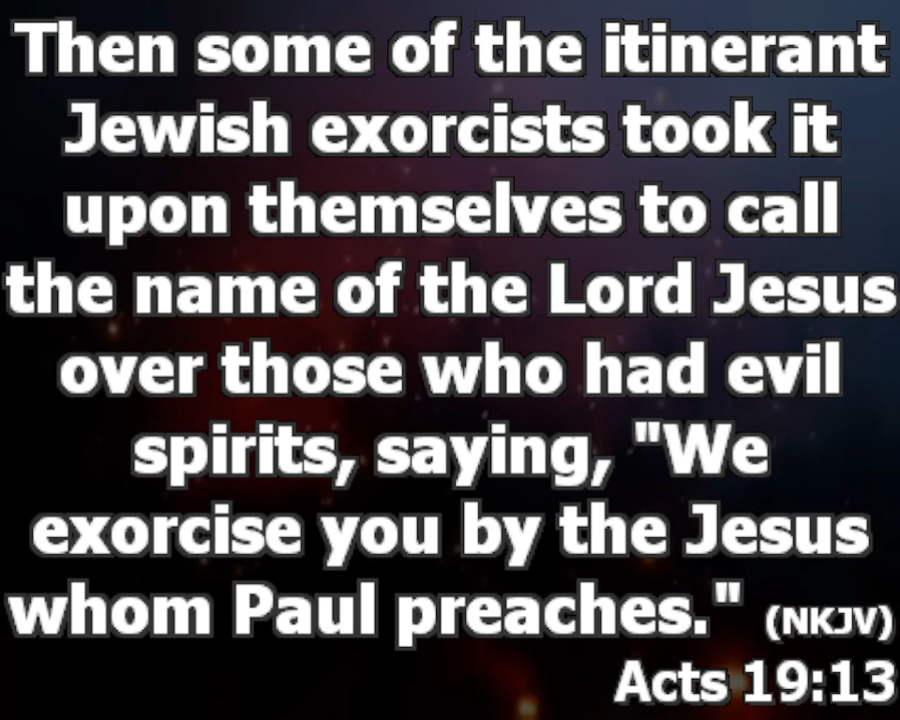 Then some of the itinerant
Jewish exorcists took it
upon themselves to call
the name of the Lord Jesus
over those who had evil
spirits, saying, "We
exorcise you by the Jesus
whom Paul preaches." (NKJV)
Acts 19:13